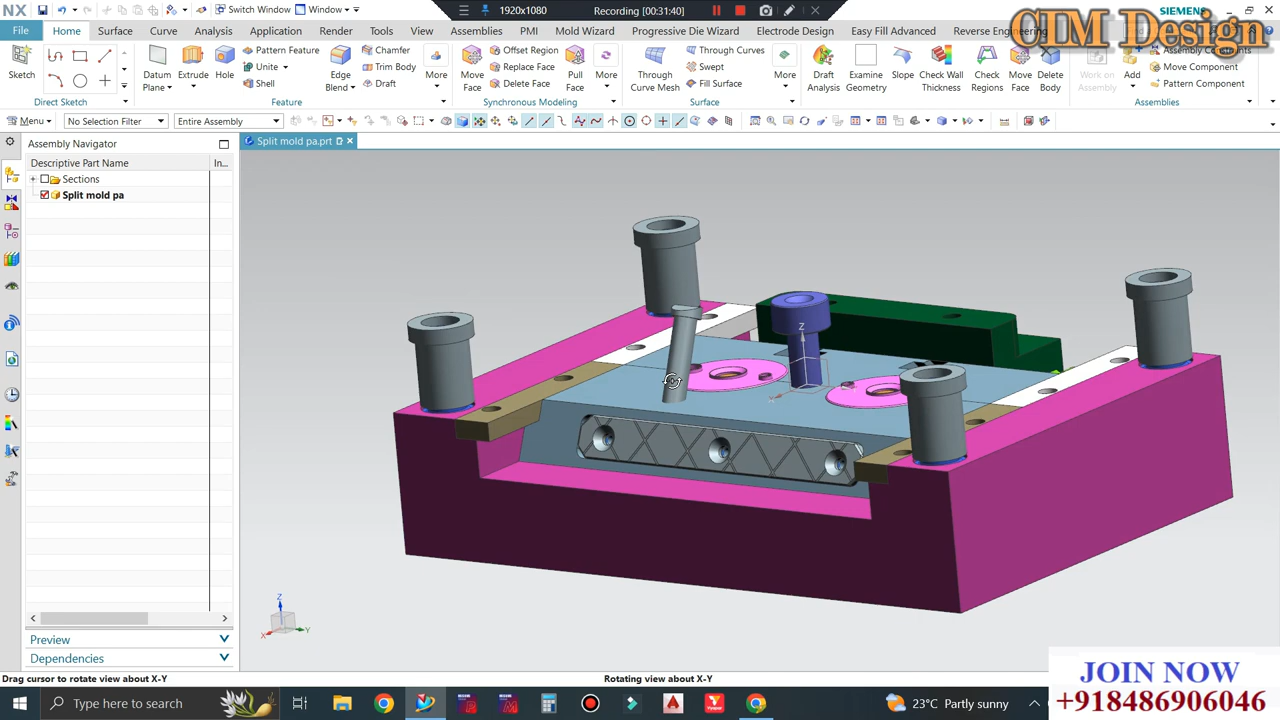 NX
Switch Window
Window
1920x1080
Recording [00:31:40]
SIEMENS
CIM Design
File
Home
Surface
Curve
Analysis
Application
Render
Tools
View
Assemblies
PMI
Mold Wizard
Progressive Die Wizard
Electrode Design
Easy Fill Advanced
Reverse Engineering
Sketch
Direct Sketch
Datum Plane
Extrude
Hole
Pattern Feature
Unite
Shell
Edge Blend
Chamfer
Trim Body
Draft
More
Feature
Move Face
Offset Region
Replace Face
Delete Face
Pull Face
More
Synchronous Modeling
Through Curve Mesh
Through Curves
Swept
Fill Surface
More
Surface
Draft Analysis
Examine Geometry
Slope
Check Wall Thickness
Check Regions
Move Face
Delete Body
Work on Assembly
Add
Assembly Constraints
Move Component
Pattern Component
Assemblies
Menu
No Selection Filter
Entire Assembly
Assembly Navigator
Split mold pa.prt
Descriptive Part Name
In...
Sections
Split mold pa
Z
Z
X
Y
Preview
Dependencies
Drag cursor to rotate view about X-Y
Rotating view about X-Y
JOIN NOW
+918486906046
Type here to search
23°C Partly sunny